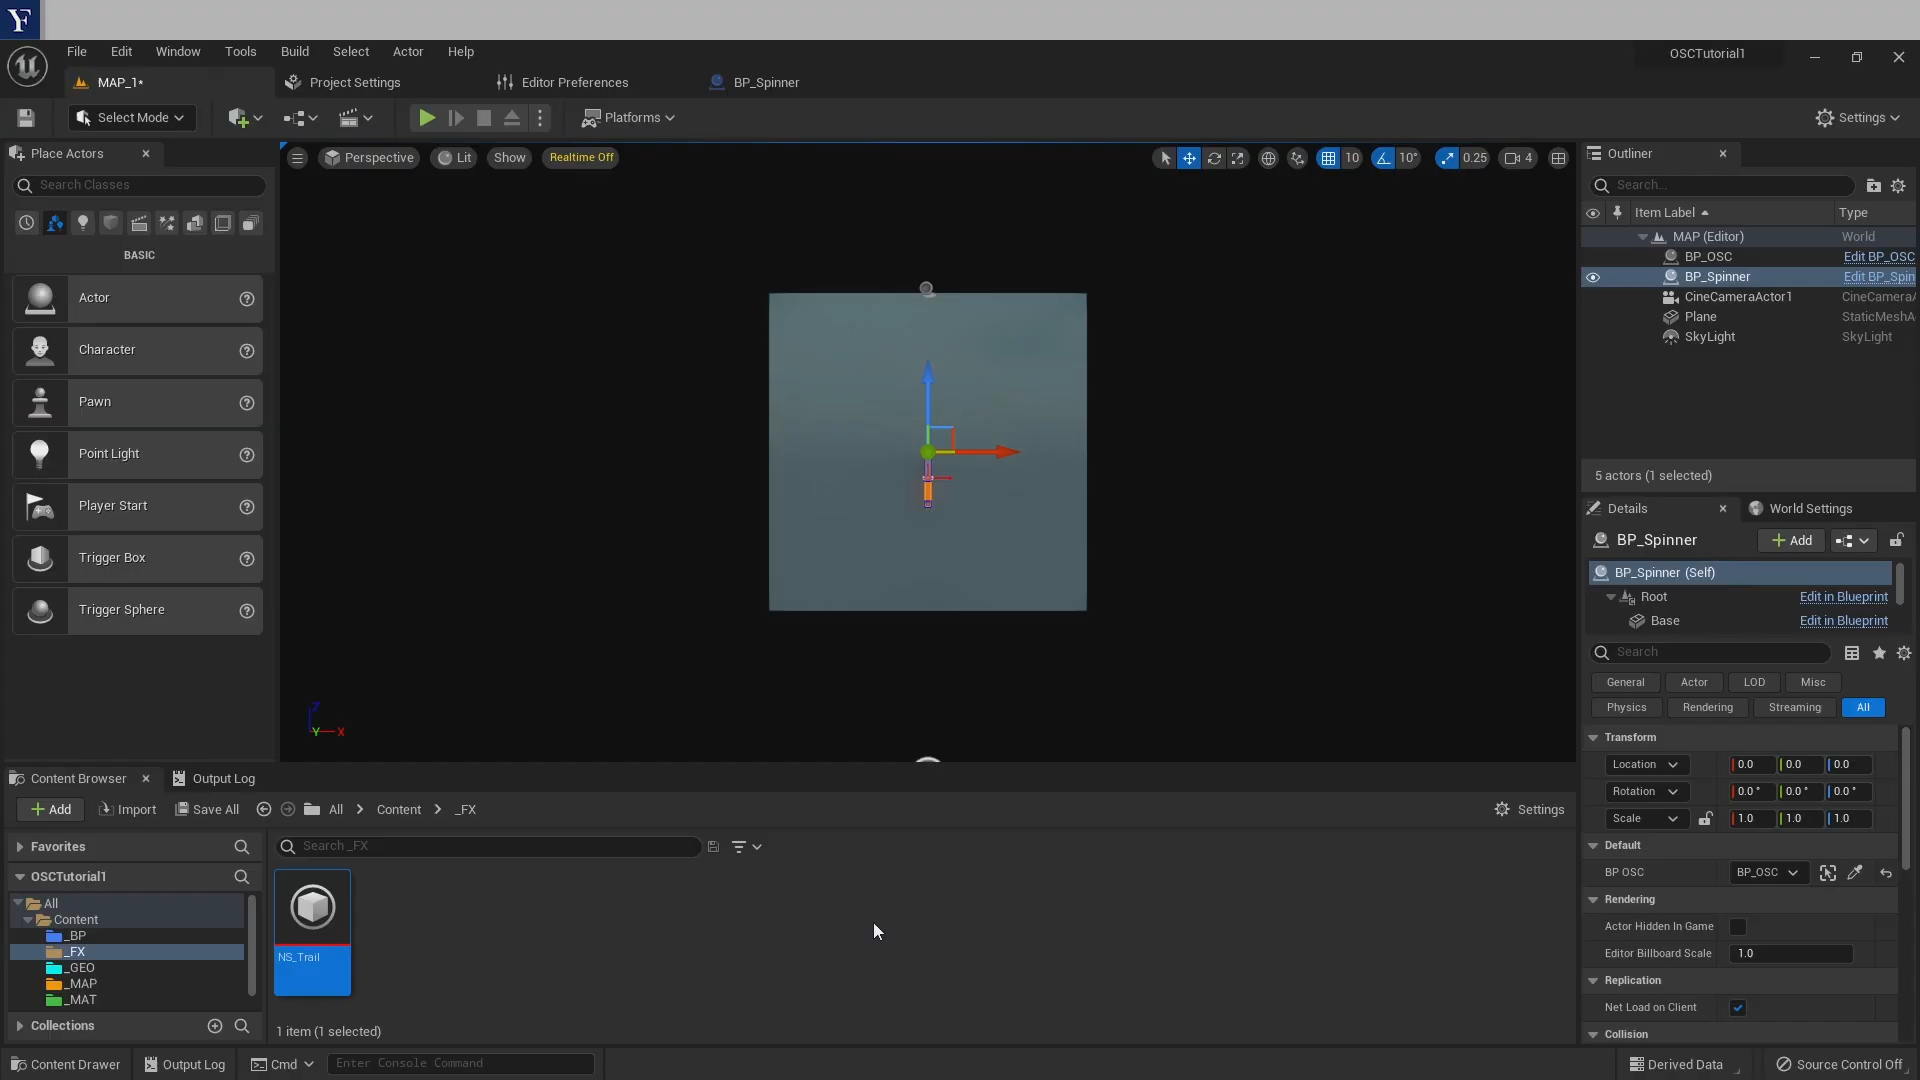 Y
File Edit Window Tools Build Select Actor Help
OSCTutorial1
MAP_1*
Project Settings
Editor Preferences
BP_Spinner
Select Mode
Platforms
Settings
Place Actors
Search Classes
BASIC
Actor
Character
Pawn
Point Light
Player Start
Trigger Box
Trigger Sphere
Perspective
Lit
Show
Realtime Off
10
10°
0.25
4
Z
Y
X
Outliner
Search...
Item Label
Type
MAP (Editor) World
BP_OSC Edit BP_OSC
BP_Spinner Edit BP_Spin
CineCameraActor1 CineCameraA
Plane StaticMeshA
SkyLight SkyLight
5 actors (1 selected)
Details
World Settings
BP_Spinner
Add
BP_Spinner (Self)
Root Edit in Blueprint
Base Edit in Blueprint
Search
General Actor LOD Misc
Physics Rendering Streaming All
Transform
Location 0.0 0.0 0.0
Rotation 0.0 ° 0.0 ° 0.0 °
Scale 1.0 1.0 1.0
Default
BP OSC BP_OSC
Rendering
Actor Hidden In Game
Editor Billboard Scale 1.0
Replication
Net Load on Client
Collision
Content Browser
Output Log
Add
Import
Save All
All
Content
_FX
Settings
Favorites
OSCTutorial1
All
Content
_BP
_FX
_GEO
_MAP
_MAT
Collections
Search _FX
NS_Trail
1 item (1 selected)
Content Drawer
Output Log
Cmd
Enter Console Command
Derived Data
Source Control Off